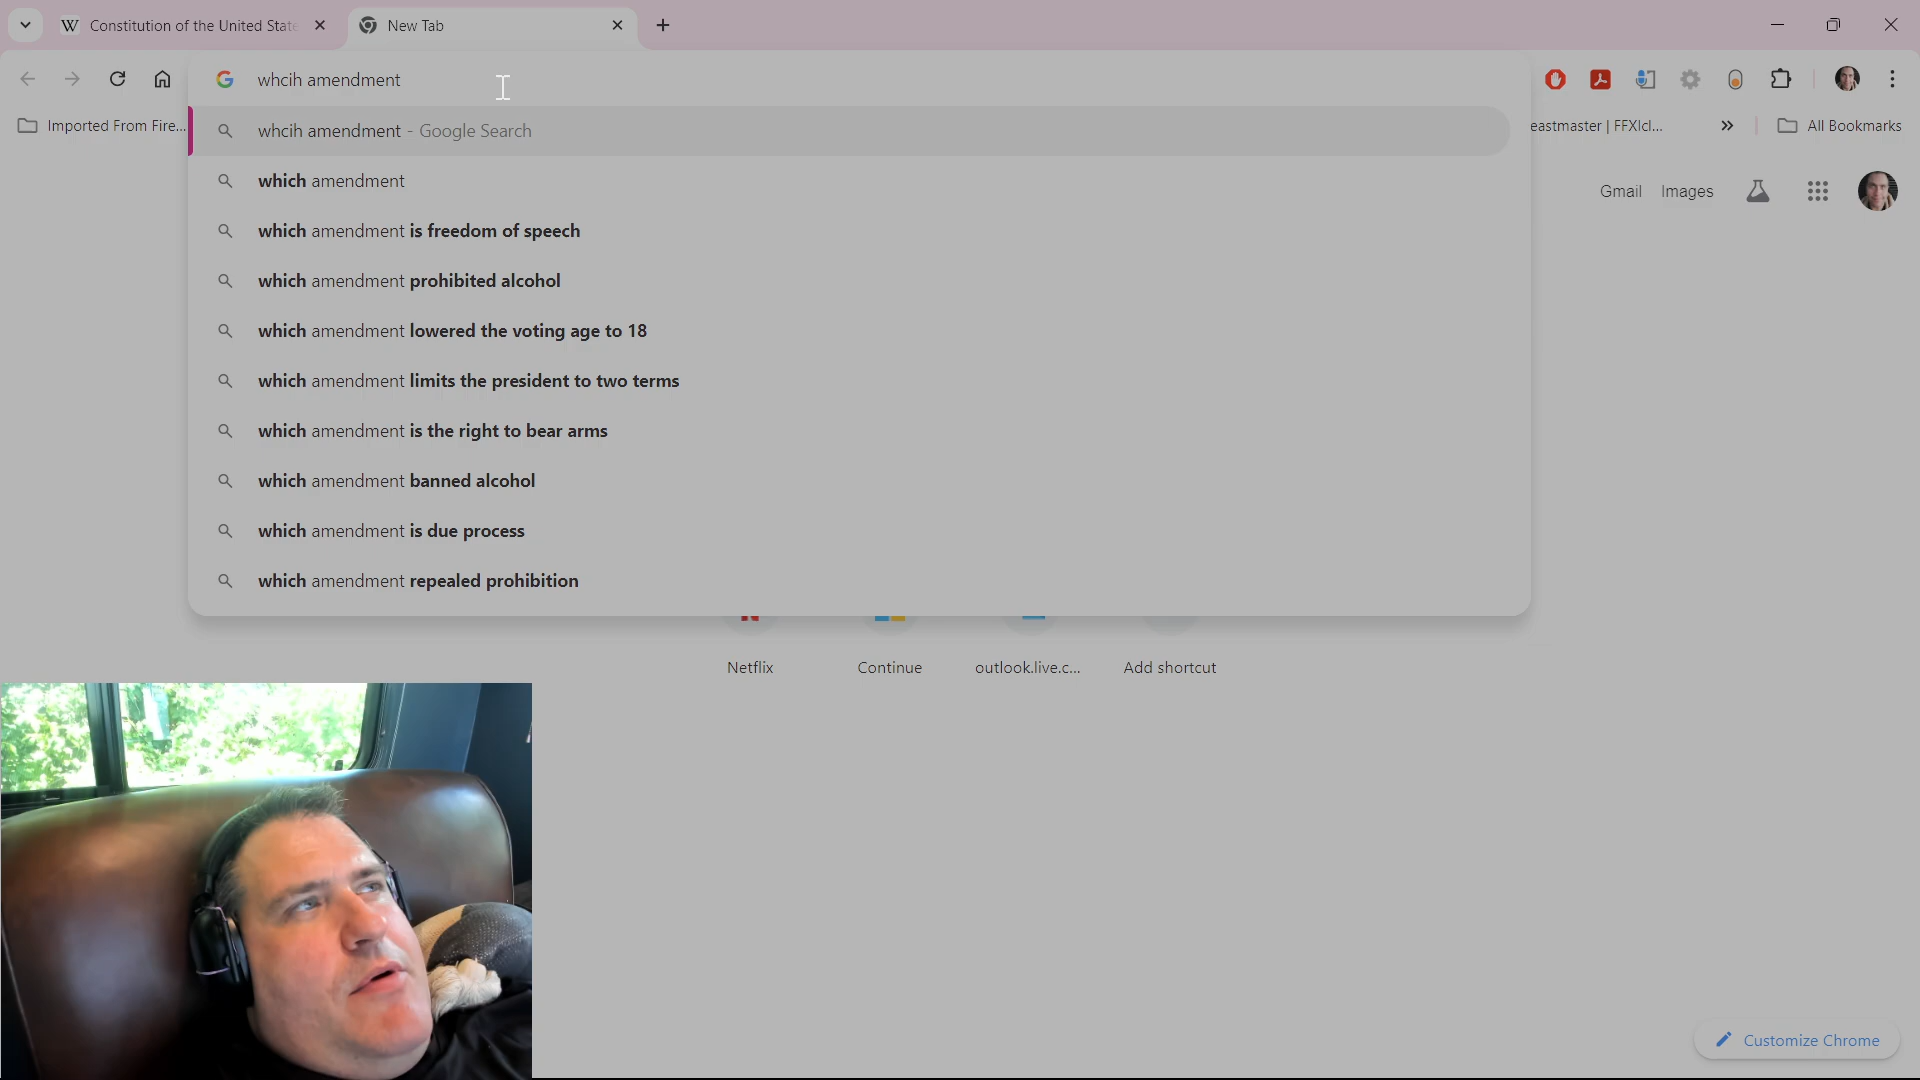 Constitution of the United State
New Tab
whcih amendment
Imported From Fire...
eastmaster | FFXIcl...
All Bookmarks
whcih amendment - Google Search
which amendment
which amendment is freedom of speech
which amendment prohibited alcohol
which amendment lowered the voting age to 18
which amendment limits the president to two terms
which amendment is the right to bear arms
which amendment banned alcohol
which amendment is due process
which amendment repealed prohibition
Gmail Images
Netflix
Continue
outlook.live.c...
Add shortcut
Customize Chrome